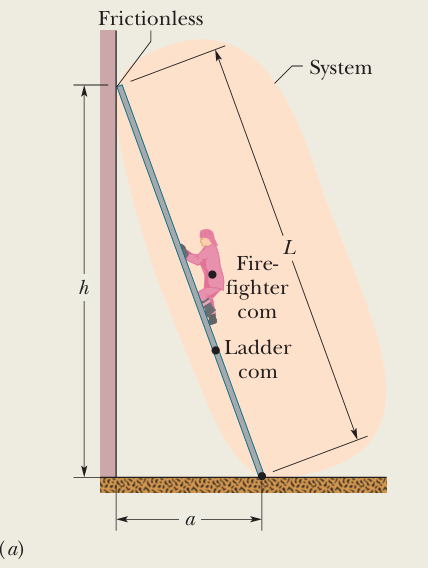 Frictionless
System
L
h
Fire-
fighter
com
Ladder
com
a
(a)